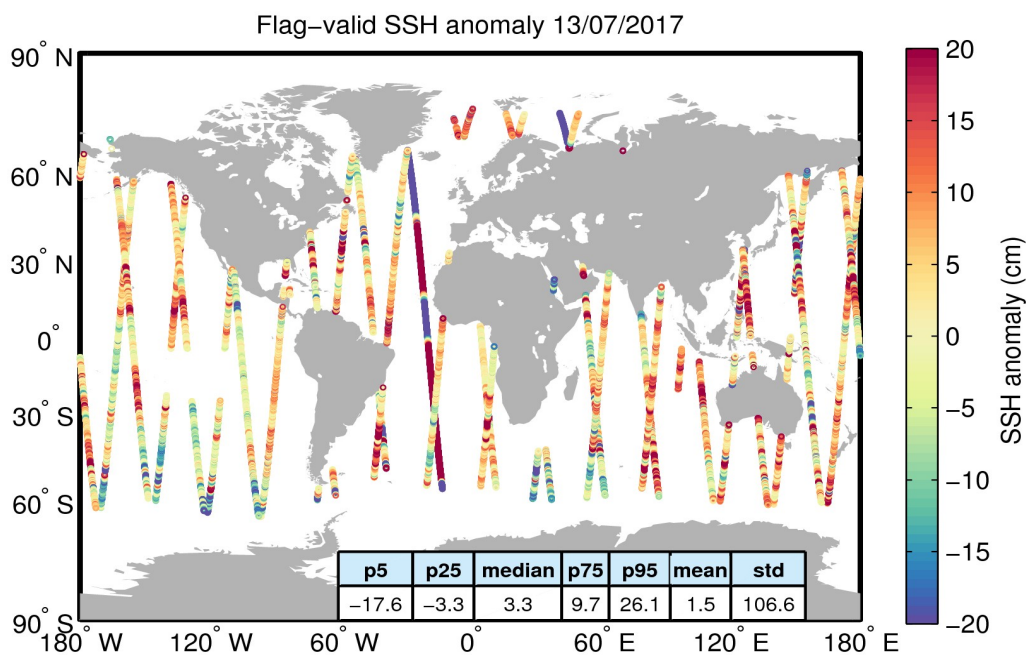 Flag−valid SSH anomaly 13/07/2017
90° N
60° N
30° N
0°
30° S
60° S
90° S
180° W
120° W
60° W
0°
60° E
120° E
180° E
p5 p25 median p75 p95 mean std
−17.6 −3.3 3.3 9.7 26.1 1.5 106.6
20
15
10
5
0
−5
−10
−15
−20
SSH anomaly (cm)